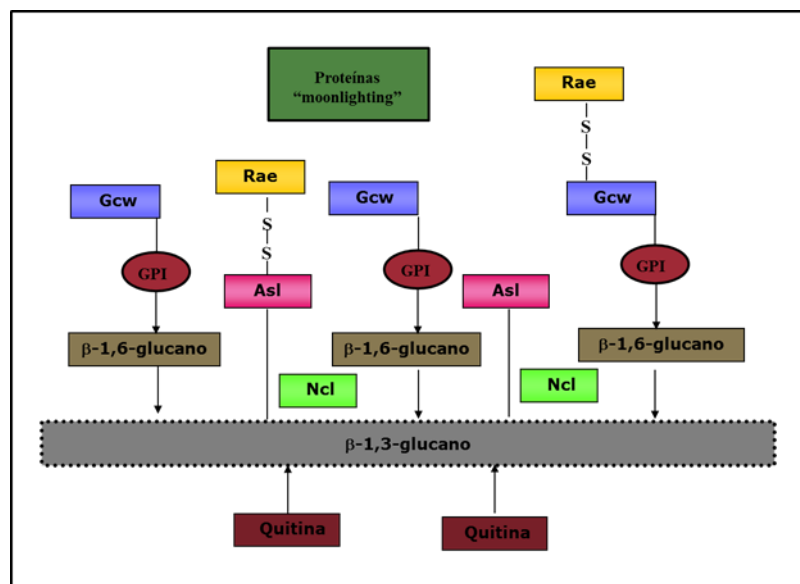 Proteínas
“moonlighting”
Rae
S
S
Gcw
Rae
Gcw
Gcw
S
S
GPI
GPI
GPI
Asl
Asl
β-1,6-glucano
β-1,6-glucano
β-1,6-glucano
Ncl
Ncl
β-1,3-glucano
Quitina
Quitina